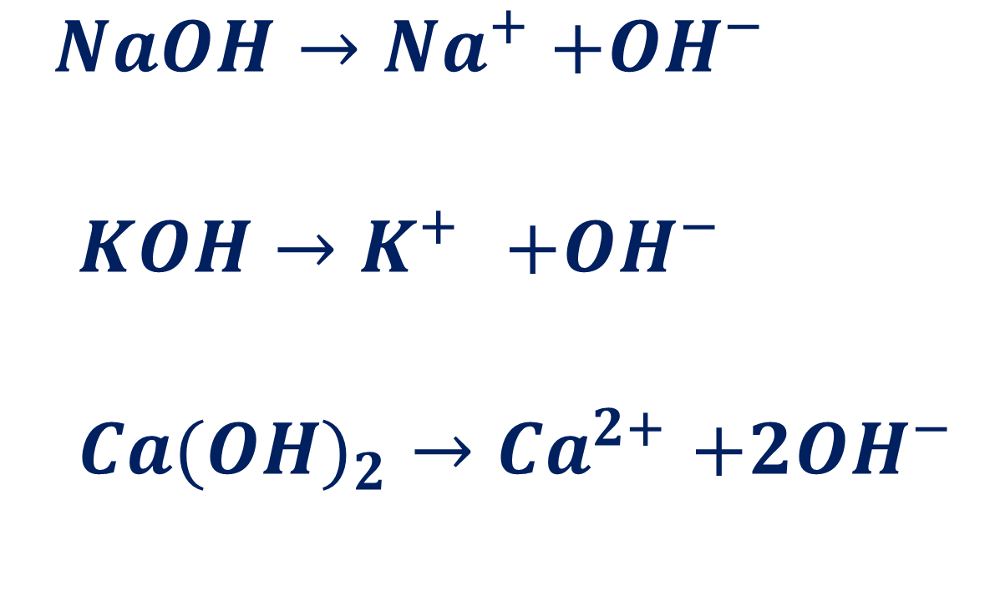 NaOH → Na⁺ +OH⁻
KOH → K⁺ +OH⁻
Ca(OH)₂ → Ca²⁺ +2OH⁻